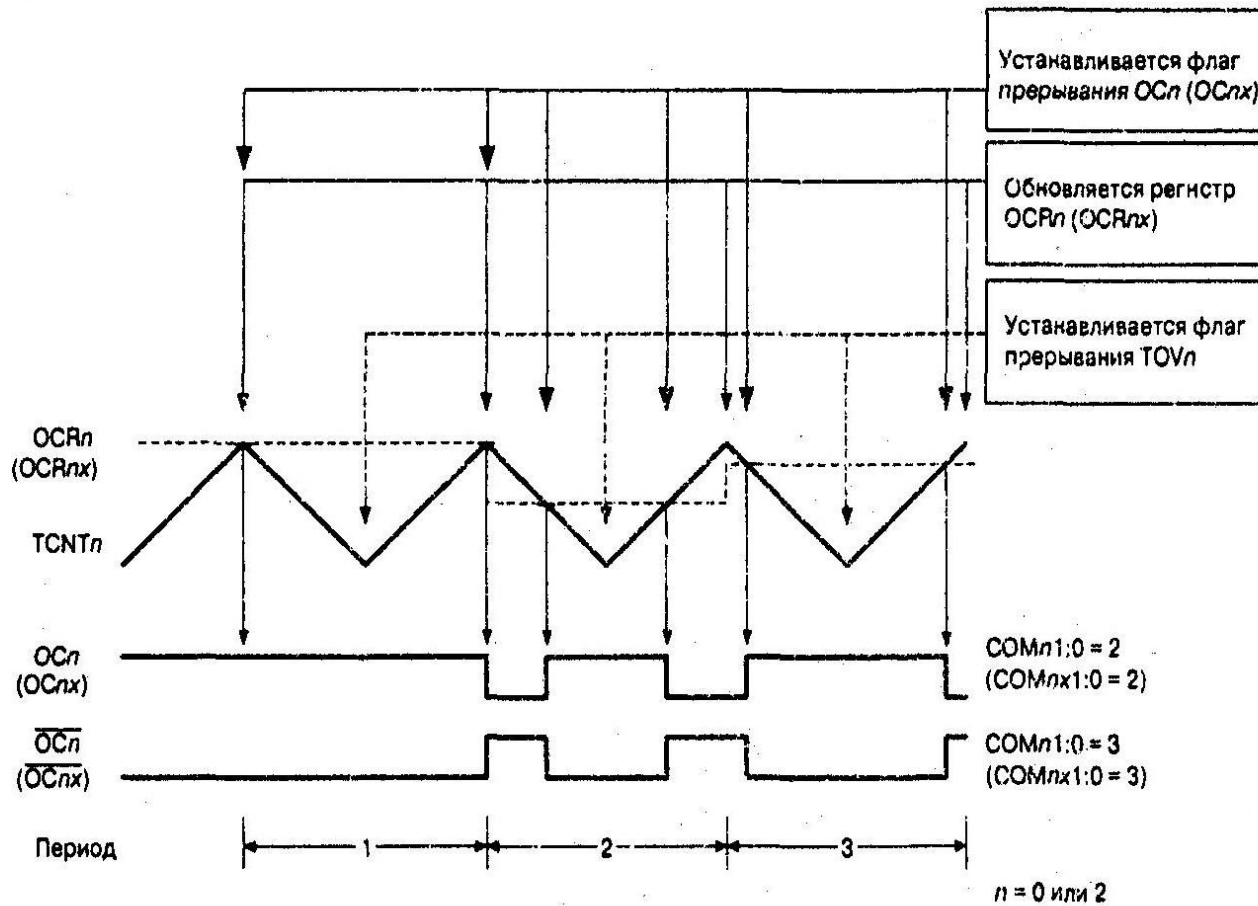 Устанавливается флаг
прерывания OCn (OCnx)
Обновляется регистр
OCRn (OCRnx)
Устанавливается флаг
прерывания TOVn
OCRn
(OCRnx)
TCNTn
OCn
(OCnx)
COMn1:0 = 2
(COMnx1:0 = 2)
OCn
(OCnx)
COMn1:0 = 3
(COMnx1:0 = 3)
Период
1
2
3
n = 0 или 2